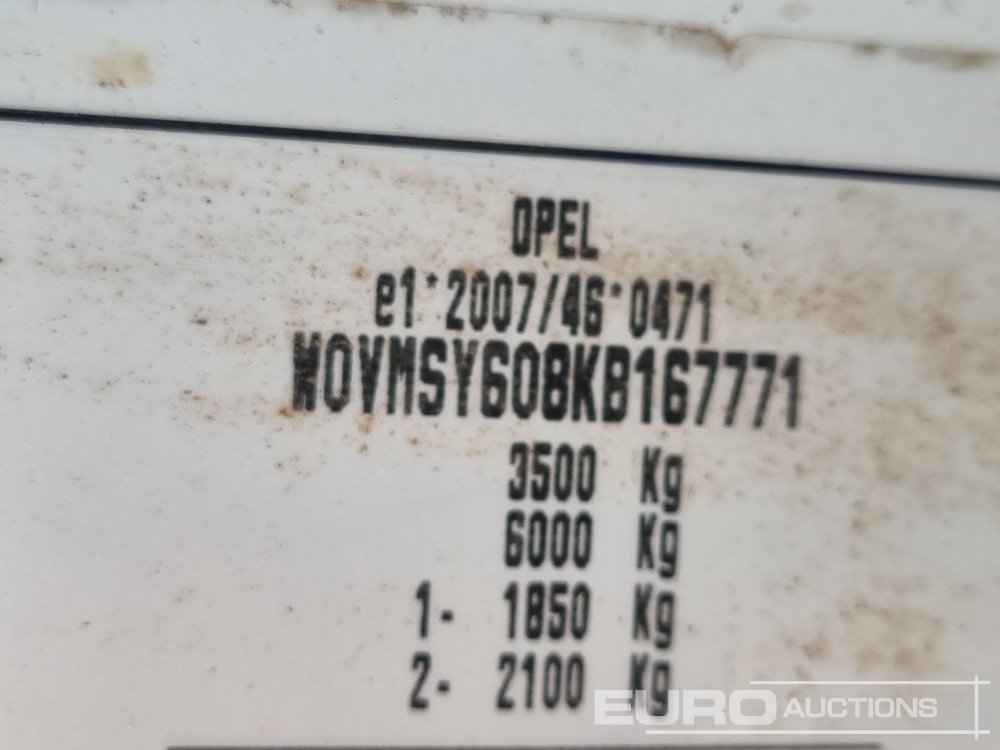 OPEL
e1*2007/46*0471
W0VMSY608KB167771
3500 Kg
6000 Kg
1- 1850 Kg
2- 2100 Kg
EURO AUCTIONS